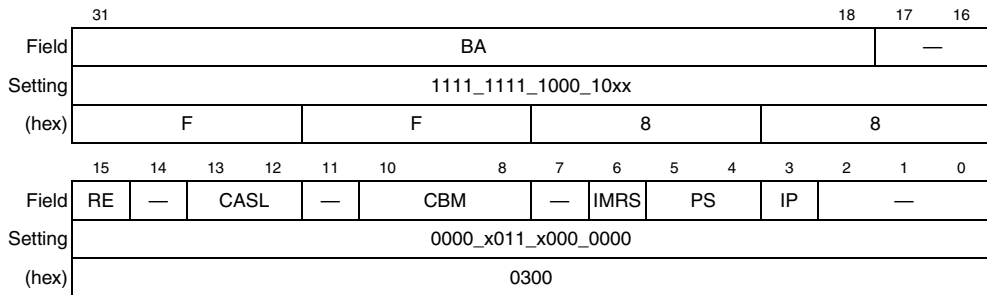 31 18 17 16
Field BA —
Setting 1111_1111_1000_10xx
(hex) F F 8 8
15 14 13 12 11 10 8 7 6 5 4 3 2 1 0
Field RE — CASL — CBM — IMRS PS IP —
Setting 0000_x011_x000_0000
(hex) 0300